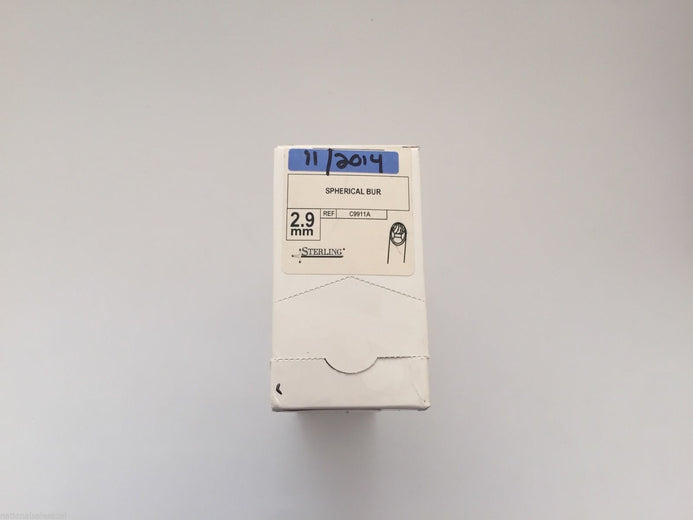 11/2014
SPHERICAL BUR
2.9
mm
REF C9911A
STERLING